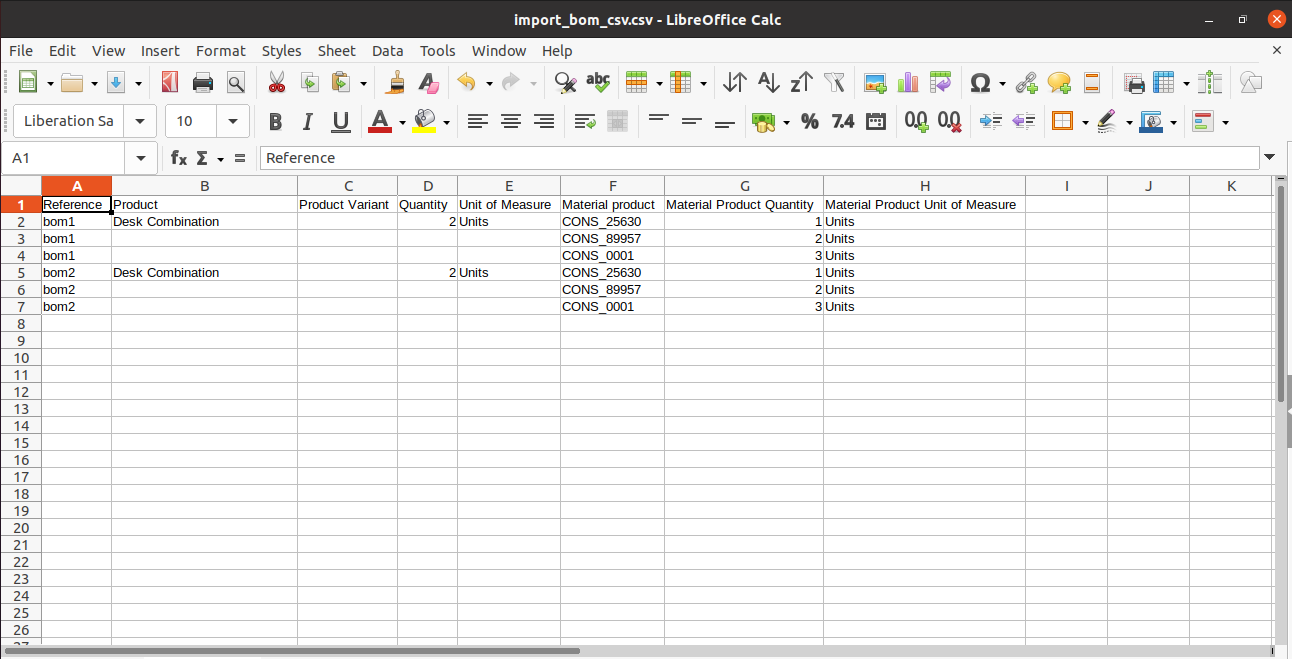 import_bom_csv.csv - LibreOffice Calc
File Edit View Insert Format Styles Sheet Data Tools Window Help
Liberation Sa 10 7.4
A1 Reference
A B C D E F G H I J K
1 Reference Product Product Variant Quantity Unit of Measure Material product Material Product Quantity Material Product Unit of Measure
2 bom1 Desk Combination 2 Units CONS_25630 1 Units
3 bom1 CONS_89957 2 Units
4 bom1 CONS_0001 3 Units
5 bom2 Desk Combination 2 Units CONS_25630 1 Units
6 bom2 CONS_89957 2 Units
7 bom2 CONS_0001 3 Units
8
9
10
11
12
13
14
15
16
17
18
19
20
21
22
23
24
25
26
27